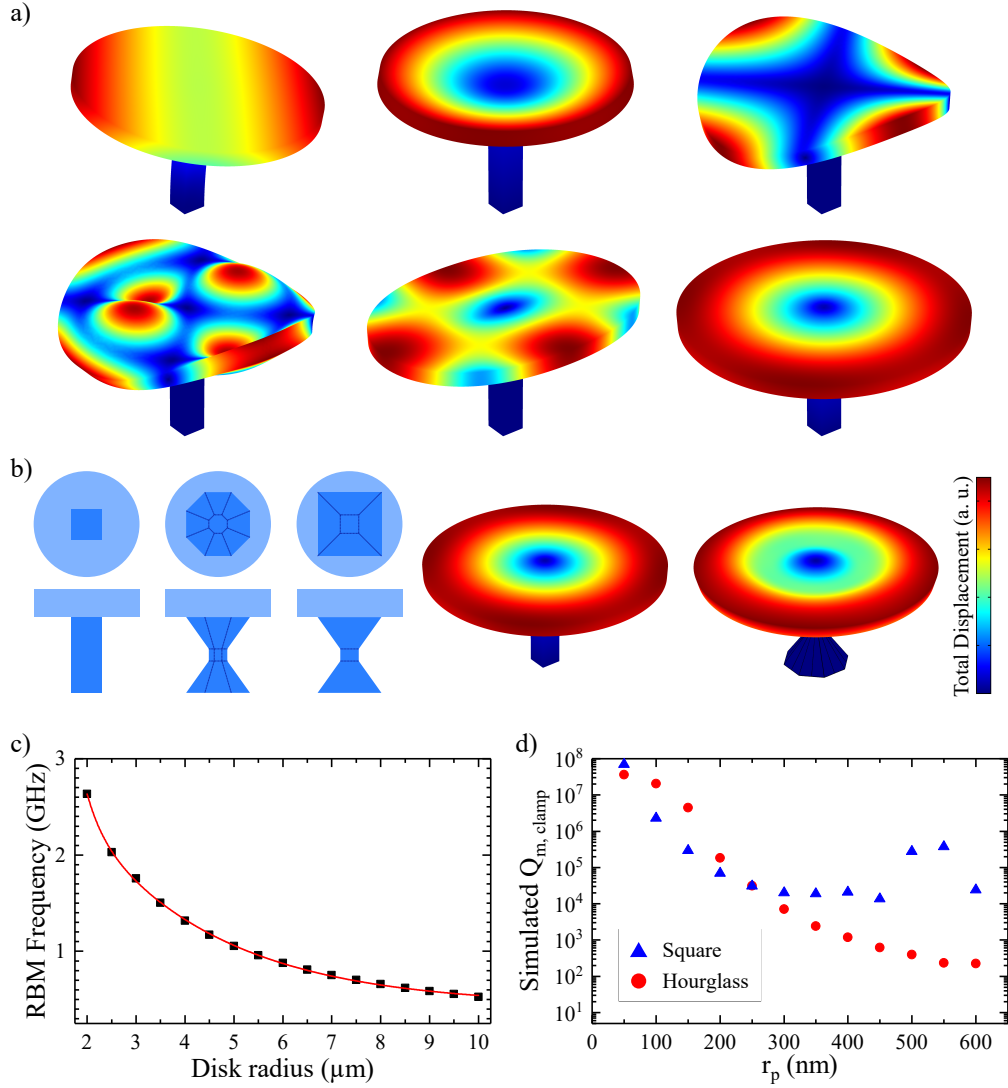 a)
b)
Total Displacement (a. u.)
c)
3
2
1
RBM Frequency (GHz)
2 3 4 5 6 7 8 9 10
Disk radius (µm)
d)
10^8
10^7
10^6
10^5
10^4
10^3
10^2
10^1
Simulated Q_m, clamp
Square
Hourglass
0 100 200 300 400 500 600
r_p (nm)